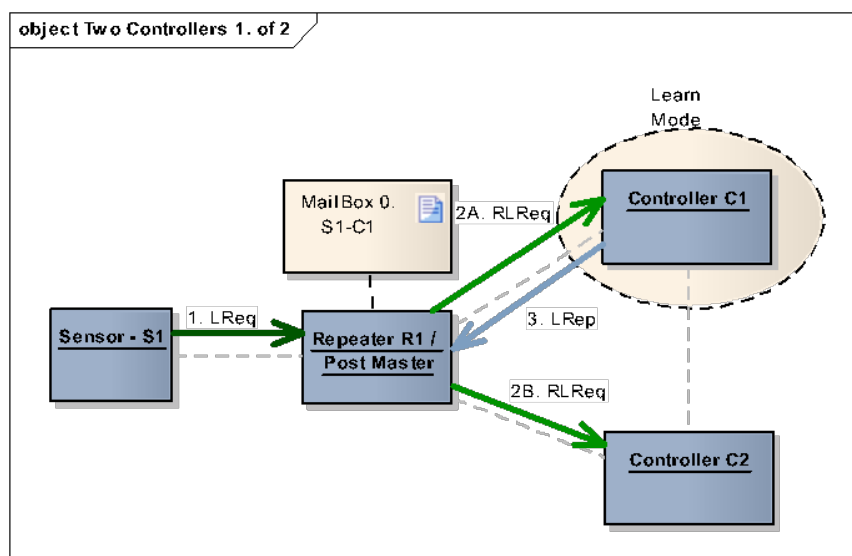 object Two Controllers 1. of 2
Learn
Mode
MailBox 0.
S1-C1
2A. RLReq
Controller C1
1. LReq
Sensor - S1
Repeater R1 /
Post Master
3. LRep
2B. RLReq
Controller C2